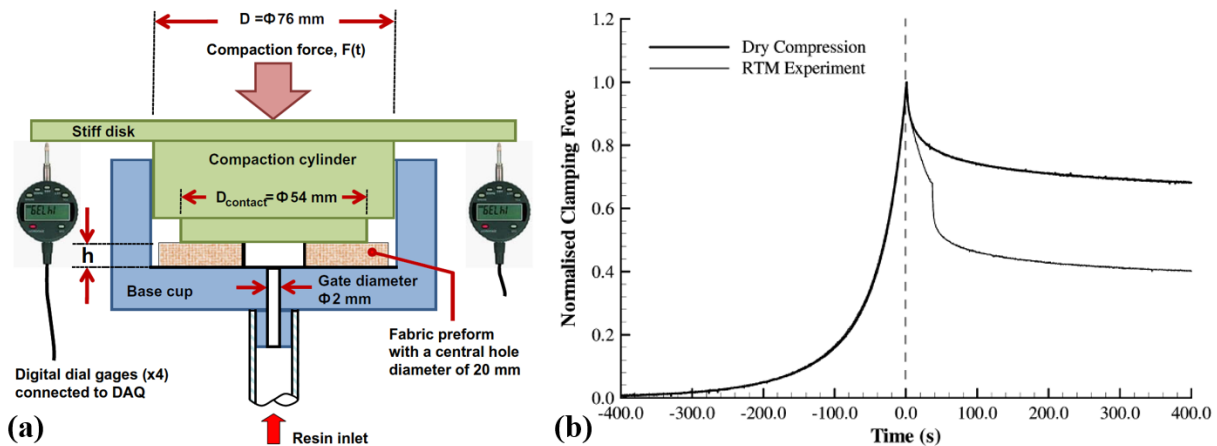 D =Φ76 mm
Compaction force, F(t)
Stiff disk
Compaction cylinder
Dcontact=Φ54 mm
h
Gate diameter
Φ2 mm
Base cup
Fabric preform
with a central hole
diameter of 20 mm
Digital dial gages (x4)
connected to DAQ
Resin inlet
(a)
Normalised Clamping Force
1.2
1.0
0.8
0.6
0.4
0.2
0.0
Dry Compression
RTM Experiment
-400.0 -300.0 -200.0 -100.0 0.0 100.0 200.0 300.0 400.0
Time (s)
(b)